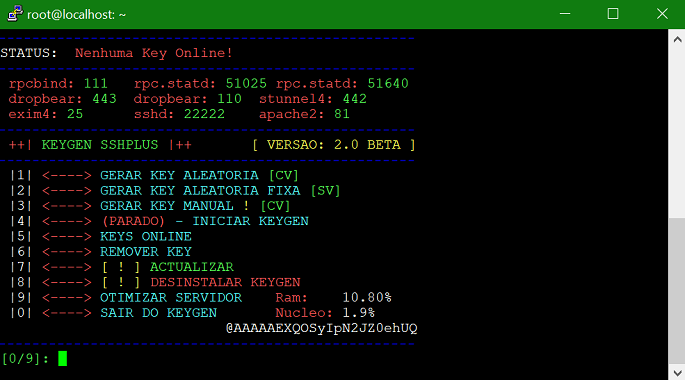 root@localhost: ~
STATUS: Nenhuma Key Online!
rpcbind: 111 rpc.statd: 51025 rpc.statd: 51640
dropbear: 443 dropbear: 110 stunnel4: 442
exim4: 25 sshd: 22222 apache2: 81
++| KEYGEN SSHPLUS |++ [ VERSAO: 2.0 BETA ]
|1| <----> GERAR KEY ALEATORIA [CV]
|2| <----> GERAR KEY ALEATORIA FIXA [SV]
|3| <----> GERAR KEY MANUAL ! [CV]
|4| <----> (PARADO) - INICIAR KEYGEN
|5| <----> KEYS ONLINE
|6| <----> REMOVER KEY
|7| <----> [ ! ] ACTUALIZAR
|8| <----> [ ! ] DESINSTALAR KEYGEN
|9| <----> OTIMIZAR SERVIDOR Ram: 10.80%
|0| <----> SAIR DO KEYGEN Nucleo: 1.9%
@AAAAAEXQOSyIpN2JZ0ehUQ
[0/9]: